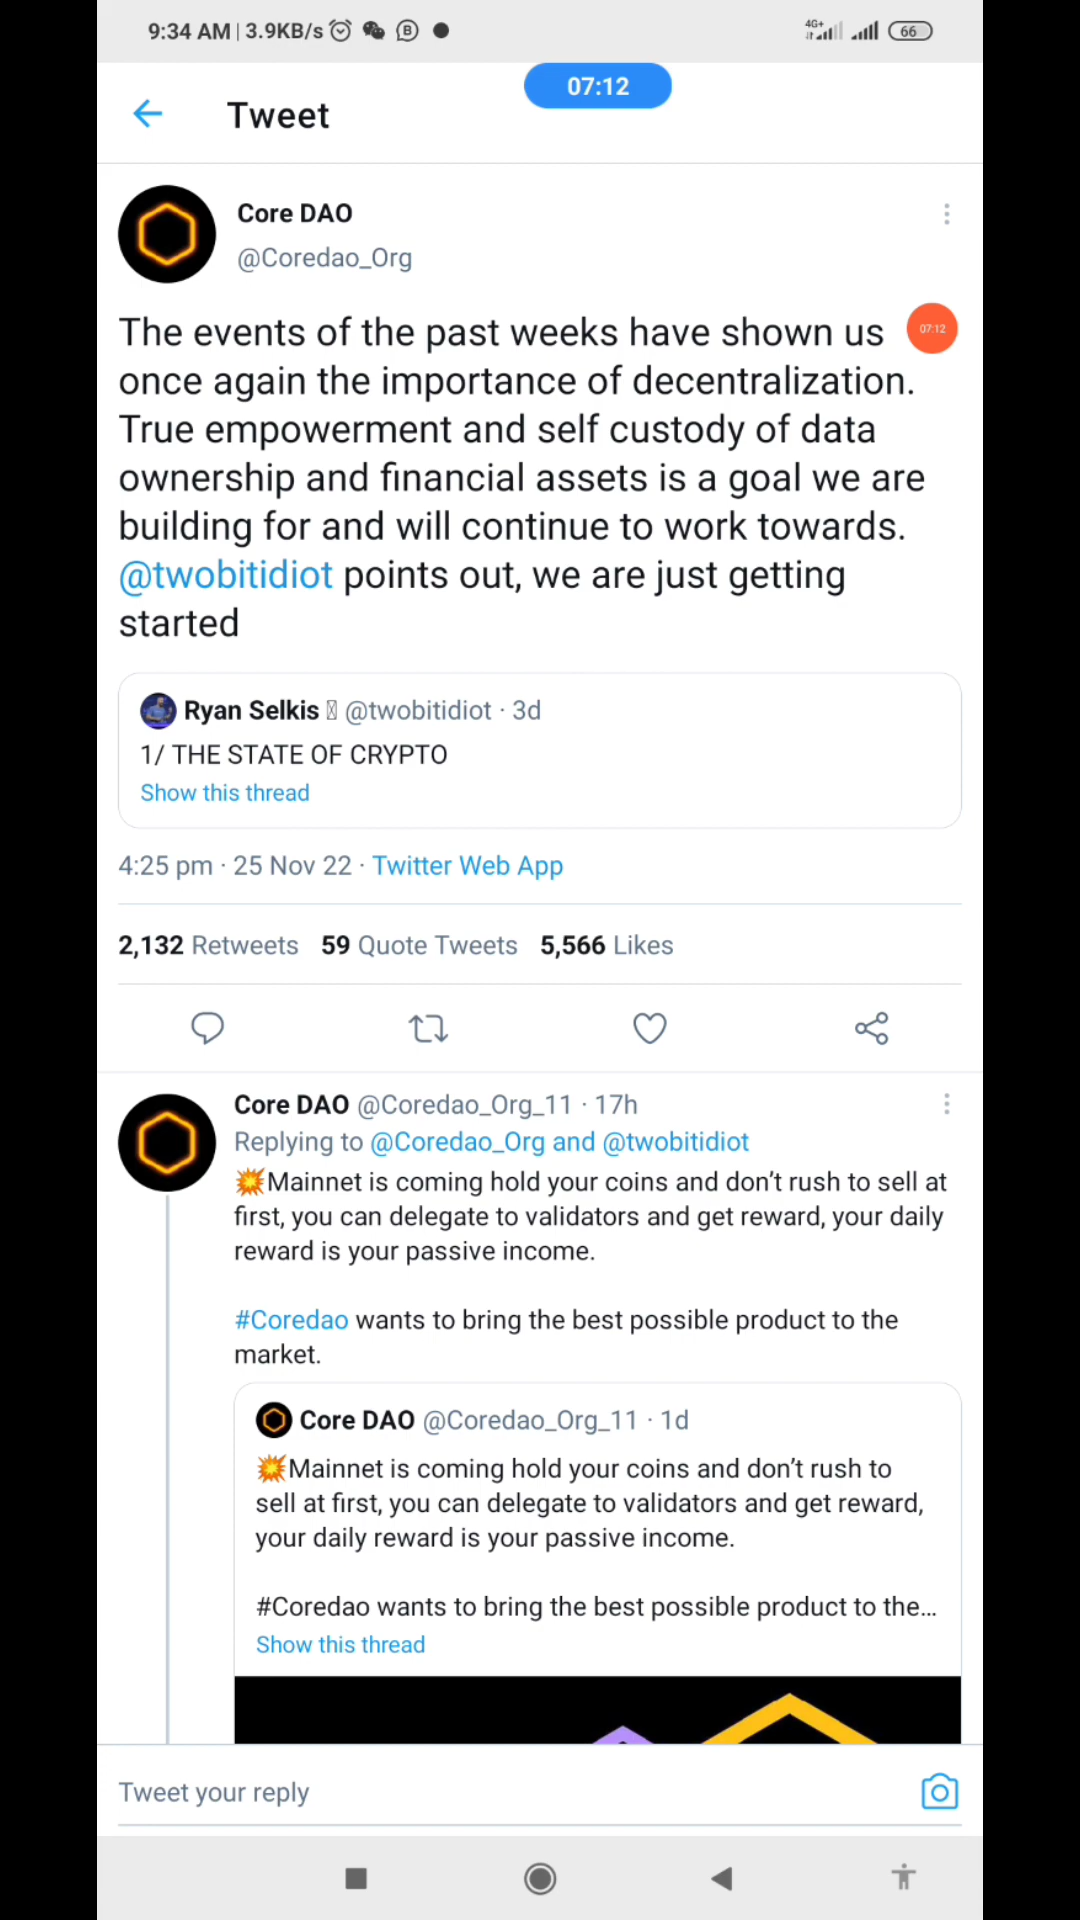 9:34 AM | 3.9KB/s
4G+
66
07:12
Tweet
Core DAO
@Coredao_Org
The events of the past weeks have shown us
07:12
once again the importance of decentralization.
True empowerment and self custody of data
ownership and financial assets is a goal we are
building for and will continue to work towards.
@twobitidiot points out, we are just getting
started
Ryan Selkis @twobitidiot · 3d
1/ THE STATE OF CRYPTO
Show this thread
4:25 pm · 25 Nov 22 · Twitter Web App
2,132 Retweets 59 Quote Tweets 5,566 Likes
Core DAO @Coredao_Org_11 · 17h
Replying to @Coredao_Org and @twobitidiot
💥Mainnet is coming hold your coins and don’t rush to sell at
first, you can delegate to validators and get reward, your daily
reward is your passive income.
#Coredao wants to bring the best possible product to the
market.
Core DAO @Coredao_Org_11 · 1d
💥Mainnet is coming hold your coins and don’t rush to
sell at first, you can delegate to validators and get reward,
your daily reward is your passive income.
#Coredao wants to bring the best possible product to the...
Show this thread
Tweet your reply